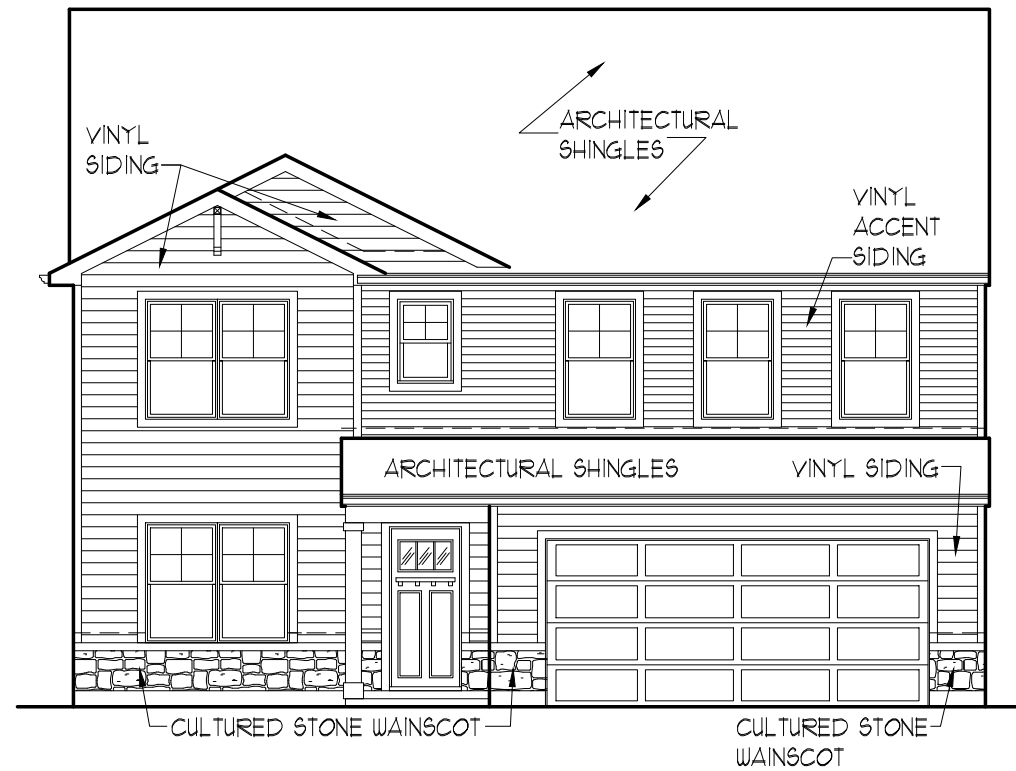 ARCHITECTURAL
SHINGLES
VINYL
SIDING
VINYL
ACCENT
SIDING
ARCHITECTURAL SHINGLES
VINYL SIDING
CULTURED STONE WAINSCOT
CULTURED STONE
WAINSCOT